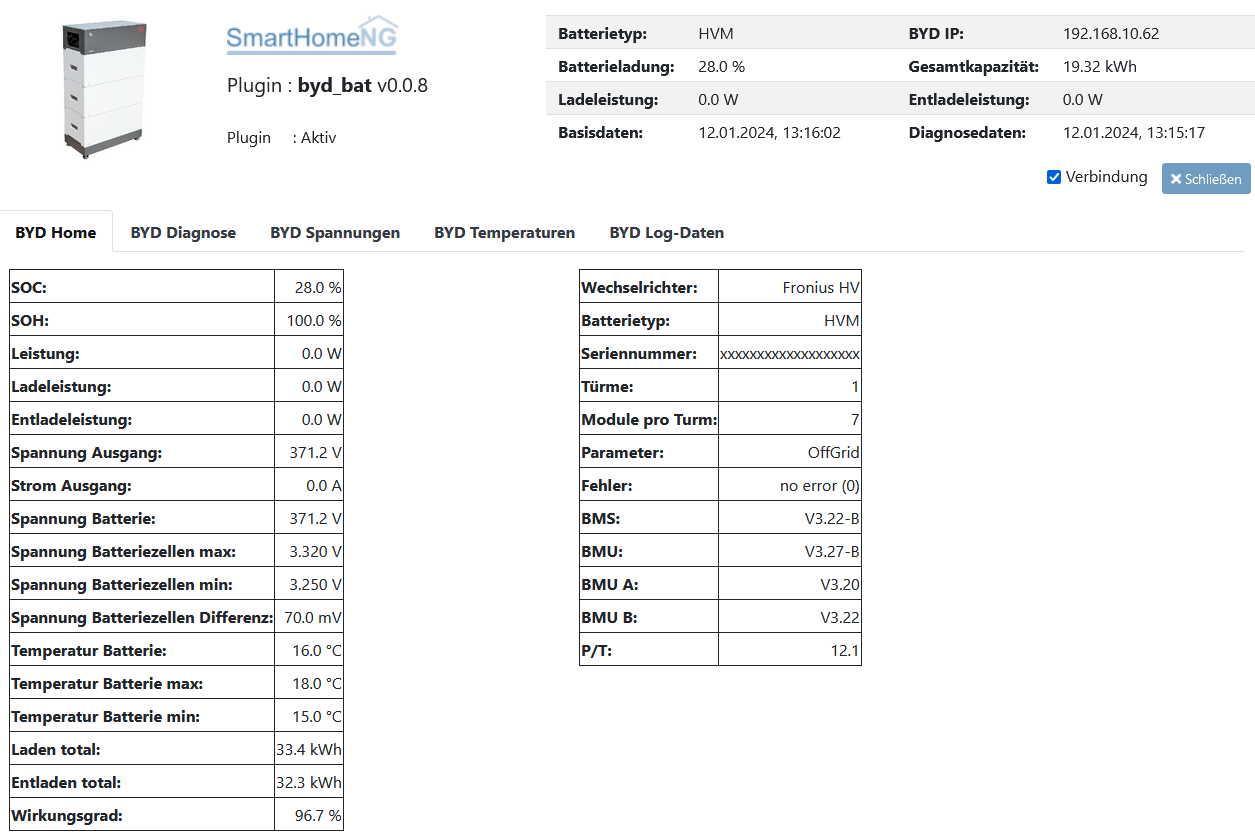 SmartHomeNG
Plugin : byd_bat v0.0.8
Plugin : Aktiv
Batterietyp: HVM BYD IP: 192.168.10.62
Batterieladung: 28.0 % Gesamtkapazität: 19.32 kWh
Ladeleistung: 0.0 W Entladeleistung: 0.0 W
Basisdaten: 12.01.2024, 13:16:02 Diagnosedaten: 12.01.2024, 13:15:17
Verbindung Schließen
BYD Home BYD Diagnose BYD Spannungen BYD Temperaturen BYD Log-Daten
SOC: 28.0 %
SOH: 100.0 %
Leistung: 0.0 W
Ladeleistung: 0.0 W
Entladeleistung: 0.0 W
Spannung Ausgang: 371.2 V
Strom Ausgang: 0.0 A
Spannung Batterie: 371.2 V
Spannung Batteriezellen max: 3.320 V
Spannung Batteriezellen min: 3.250 V
Spannung Batteriezellen Differenz: 70.0 mV
Temperatur Batterie: 16.0 °C
Temperatur Batterie max: 18.0 °C
Temperatur Batterie min: 15.0 °C
Laden total: 33.4 kWh
Entladen total: 32.3 kWh
Wirkungsgrad: 96.7 %
Wechselrichter: Fronius HV
Batterietyp: HVM
Seriennummer: xxxxxxxxxxxxxxxxxxx
Türme: 1
Module pro Turm: 7
Parameter: OffGrid
Fehler: no error (0)
BMS: V3.22-B
BMU: V3.27-B
BMU A: V3.20
BMU B: V3.22
P/T: 12.1